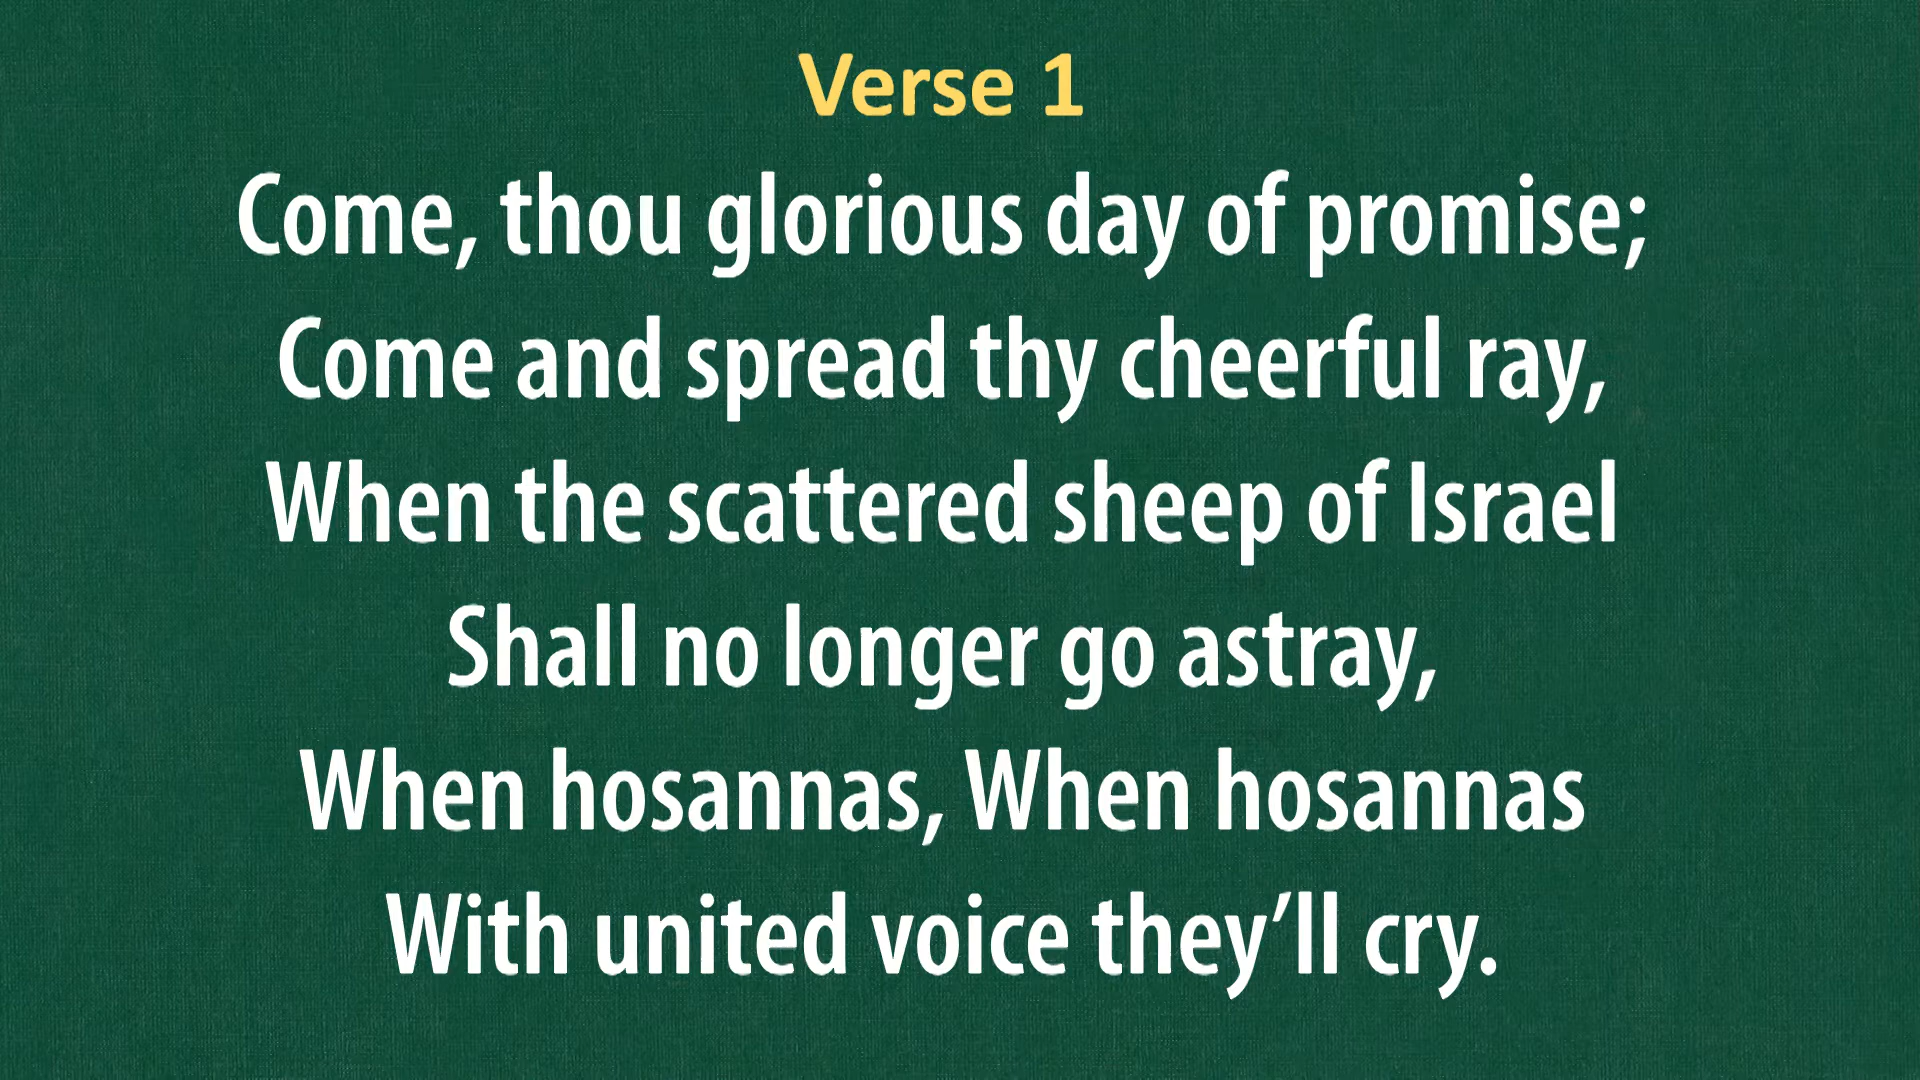 Verse 1
Come, thou glorious day of promise;
Come and spread thy cheerful ray,
When the scattered sheep of Israel
Shall no longer go astray,
When hosannas, When hosannas
With united voice they’ll cry.